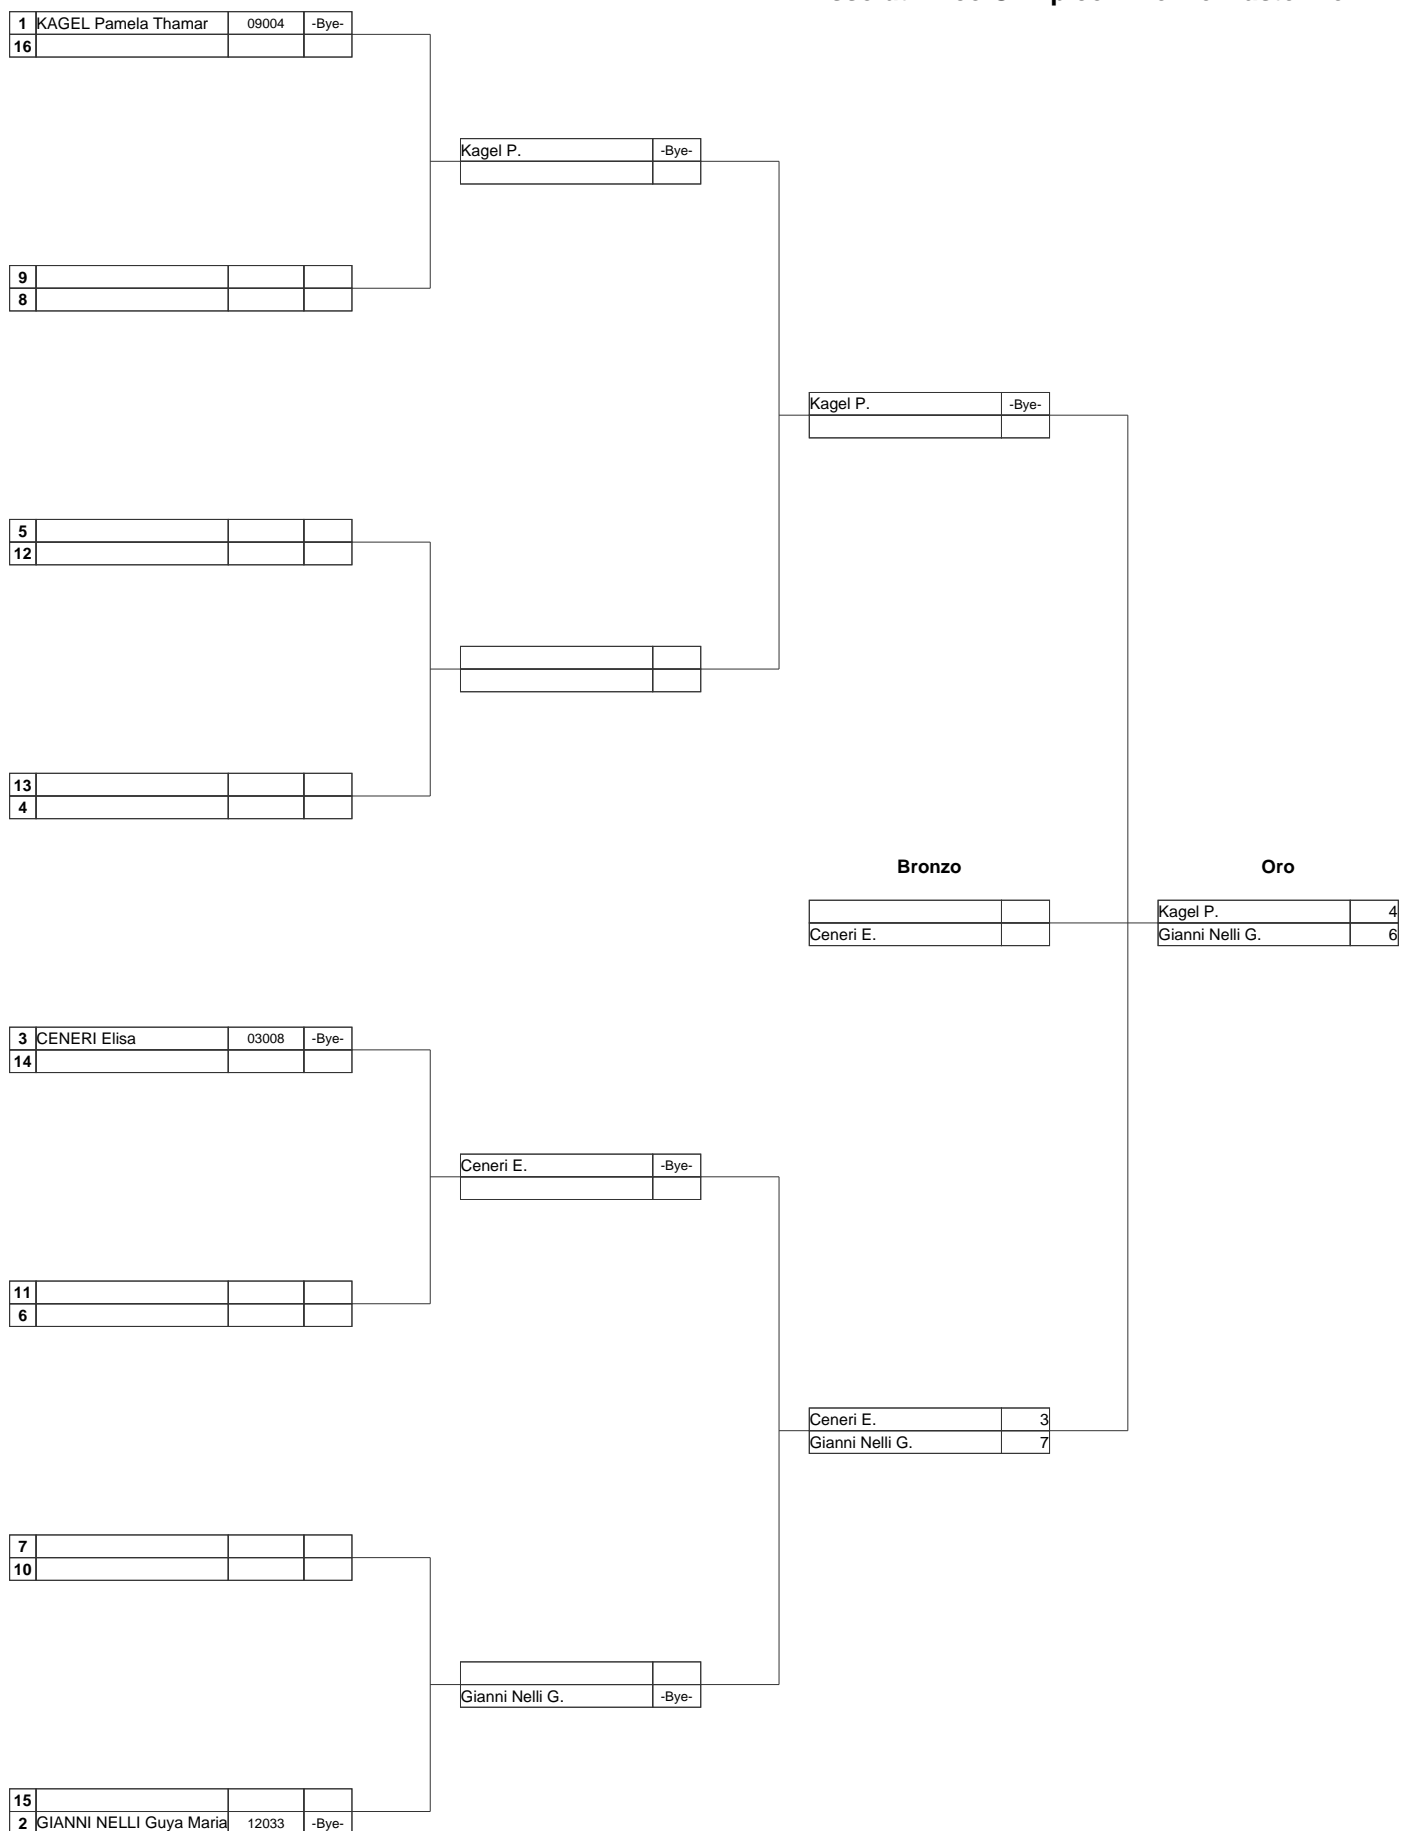 1 KAGEL Pamela Thamar 09004 -Bye-
16
Kagel P. -Bye-
9
8
Kagel P. -Bye-
5
12
13
4
Bronzo Oro
Kagel P. 4
Ceneri E. Gianni Nelli G. 6
3 CENERI Elisa 03008 -Bye-
14
Ceneri E. -Bye-
11
6
Ceneri E. 3
Gianni Nelli G. 7
7
10
Gianni Nelli G. -Bye-
15
2 GIANNI NELLI Guya Maria 12033 -Bye-